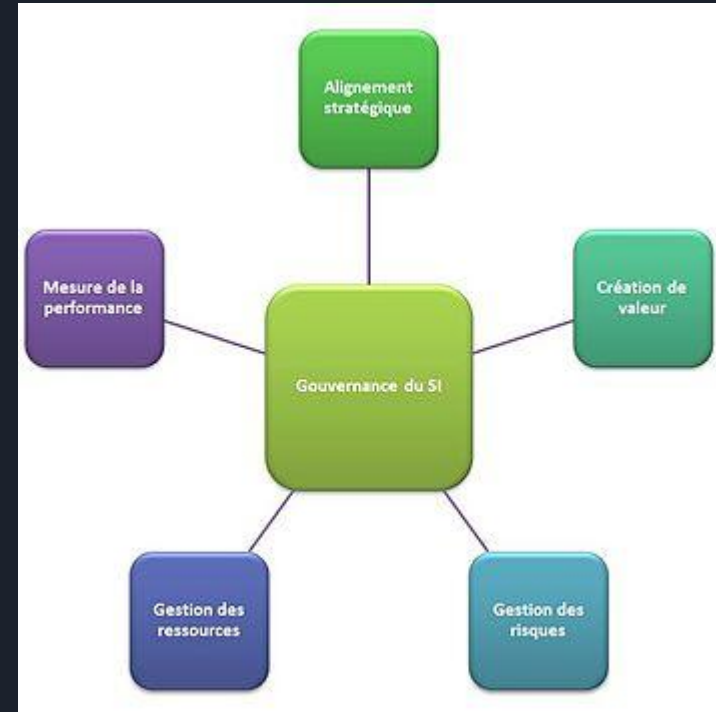 Alignement
stratégique
Mesure de la
performance
Création de
valeur
Gouvernance du SI
Gestion des
ressources
Gestion des
risques